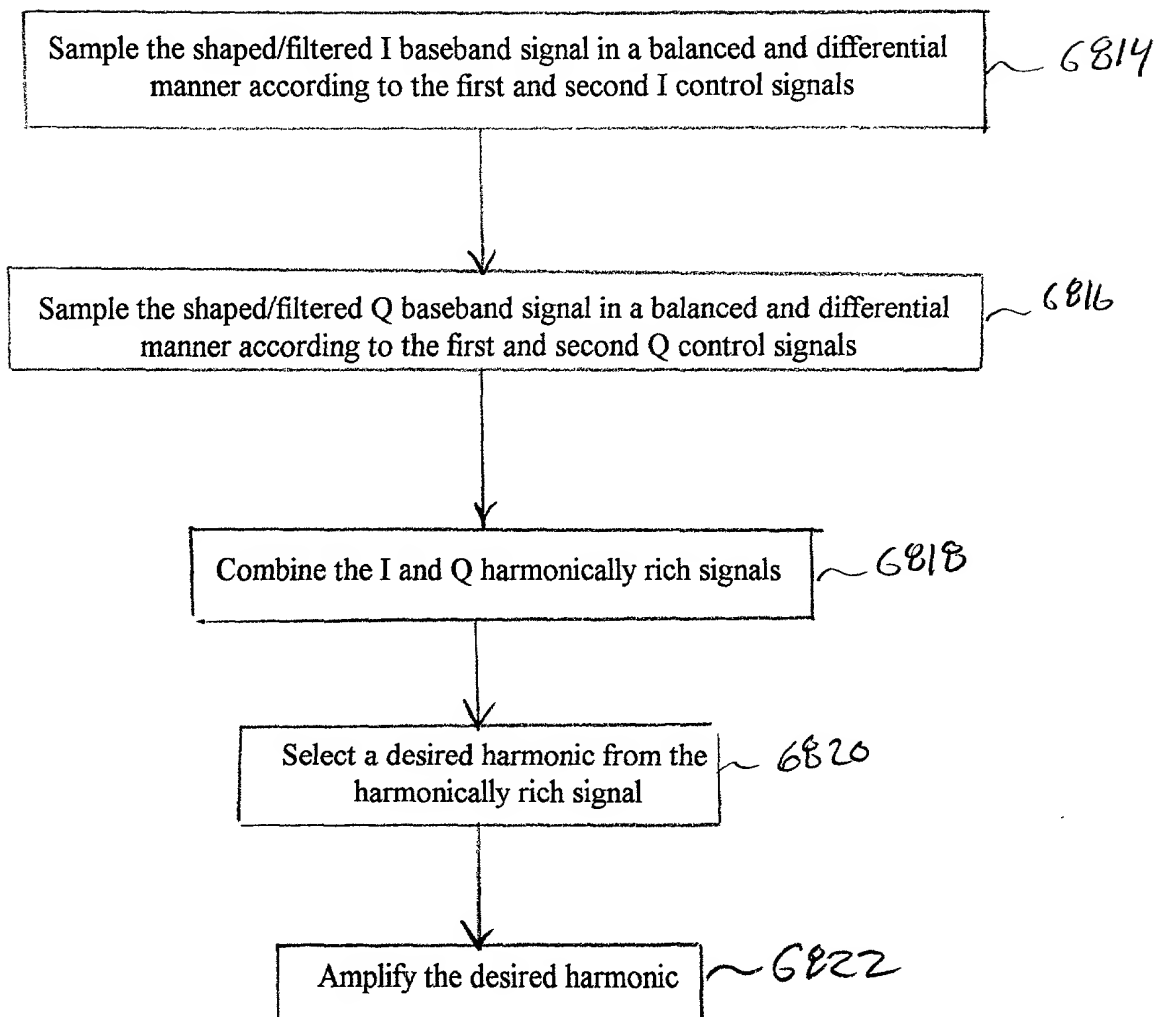 Sample the shaped/filtered I baseband signal in a balanced and differential
manner according to the first and second I control signals
6814
Sample the shaped/filtered Q baseband signal in a balanced and differential
manner according to the first and second Q control signals
6816
Combine the I and Q harmonically rich signals
6818
Select a desired harmonic from the
harmonically rich signal
6820
Amplify the desired harmonic
6822